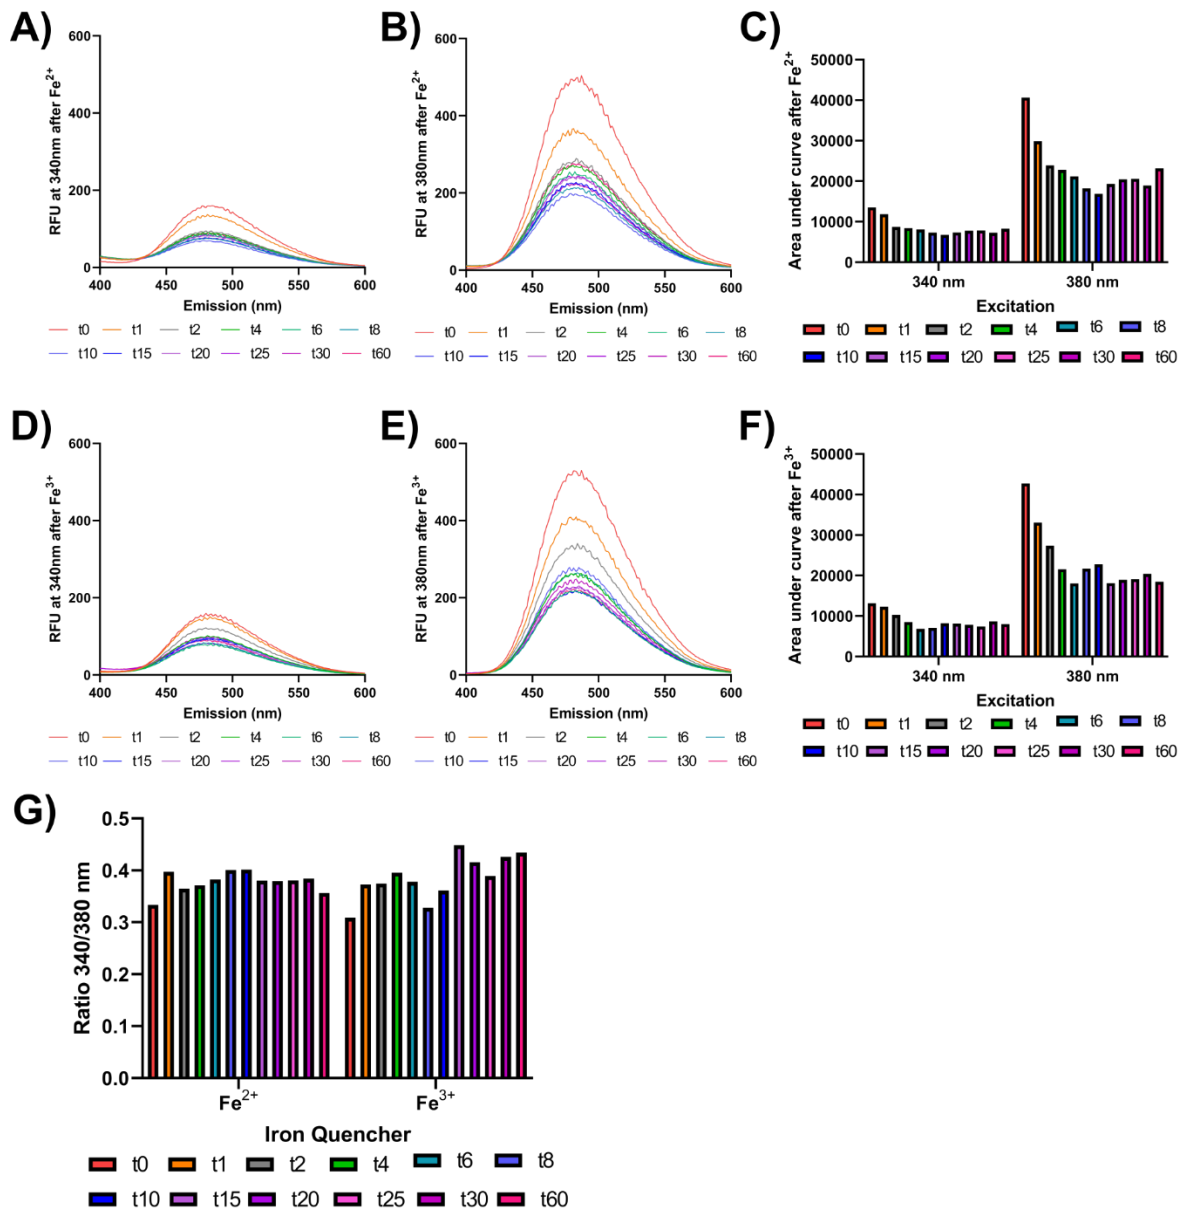 A)
RFU at 340nm after Fe2+
600
400
200
0
400 450 500 550 600
Emission (nm)
t0 t1 t2 t4 t6 t8
t10 t15 t20 t25 t30 t60
B)
RFU at 380nm after Fe2+
600
400
200
0
400 450 500 550 600
Emission (nm)
t0 t1 t2 t4 t6 t8
t10 t15 t20 t25 t30 t60
C)
Area under curve after Fe2+
50000
40000
30000
20000
10000
0
340 nm 380 nm
Excitation
t0 t1 t2 t4 t6 t8
t10 t15 t20 t25 t30 t60
D)
RFU at 340nm after Fe3+
600
400
200
0
400 450 500 550 600
Emission (nm)
t0 t1 t2 t4 t6 t8
t10 t15 t20 t25 t30 t60
E)
RFU at 380nm after Fe3+
600
400
200
0
400 450 500 550 600
Emission (nm)
t0 t1 t2 t4 t6 t8
t10 t15 t20 t25 t30 t60
F)
Area under curve after Fe3+
50000
40000
30000
20000
10000
0
340 nm 380 nm
Excitation
t0 t1 t2 t4 t6 t8
t10 t15 t20 t25 t30 t60
G)
Ratio 340/380 nm
0.5
0.4
0.3
0.2
0.1
0.0
Fe2+ Fe3+
Iron Quencher
t0 t1 t2 t4 t6 t8
t10 t15 t20 t25 t30 t60